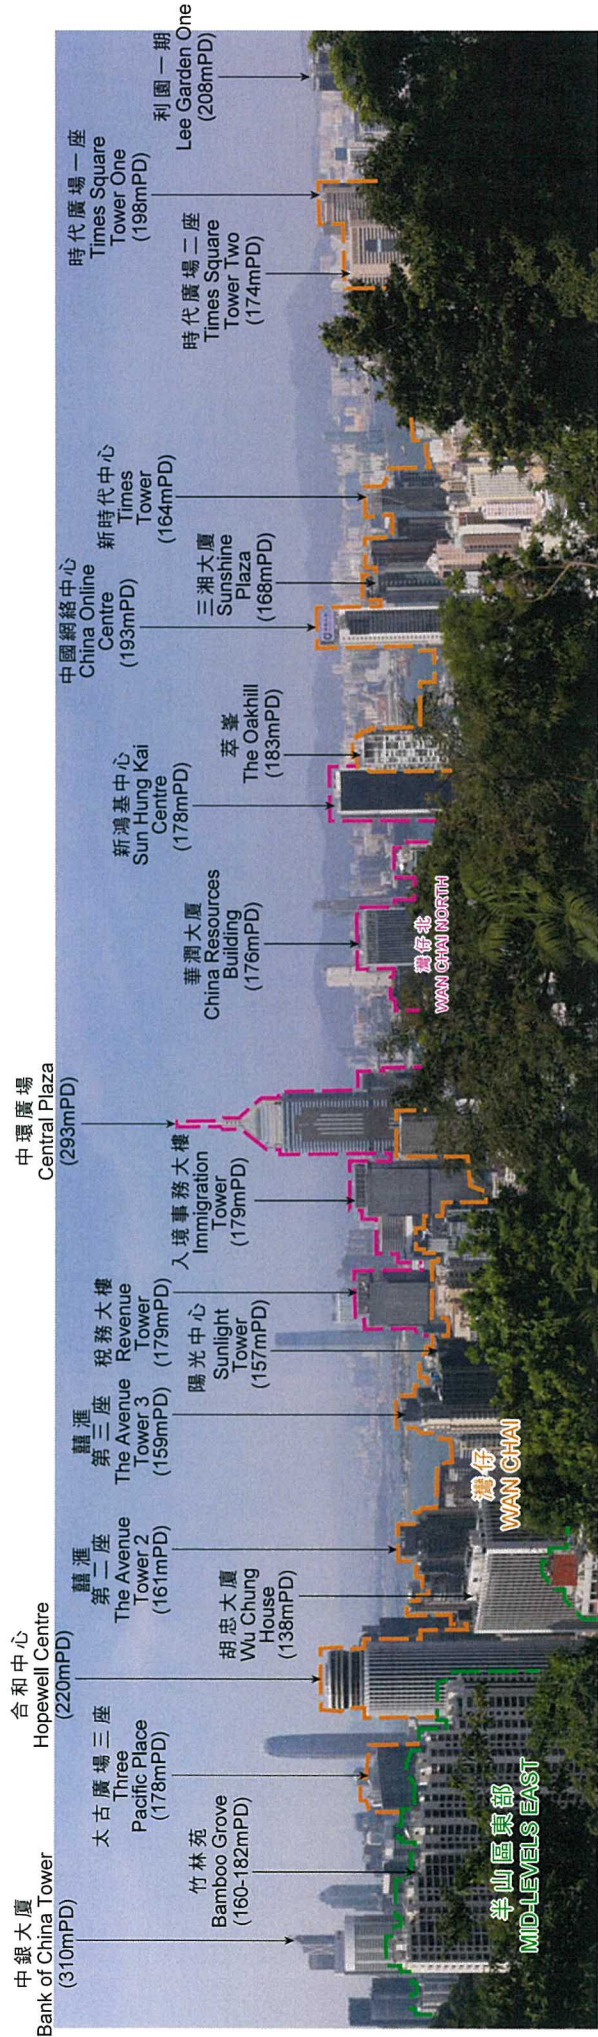 中銀大廈
Bank of China Tower
(310mPD)
竹林苑
Bamboo Grove
(160-182mPD)
太古廣場三座
Three
Pacific Place
(178mPD)
合和中心
Hopewell Centre
(220mPD)
胡忠大廈
Wu Chung
House
(138mPD)
囍滙
第二座
The Avenue
Tower 2
(161mPD)
囍滙
第三座
The Avenue
Tower 3
(159mPD)
陽光中心
Sunlight
Tower
(157mPD)
稅務大樓
Revenue
Tower
(179mPD)
入境事務大樓
Immigration
Tower
(179mPD)
中環廣場
Central Plaza
(293mPD)
華潤大廈
China Resources
Building
(176mPD)
新鴻基中心
Sun Hung Kai
Centre
(178mPD)
萃峯
The Oakhill
(183mPD)
中國網絡中心
China Online
Centre
(193mPD)
三湘大廈
Sunshine
Plaza
(168mPD)
新時代中心
Times
Tower
(164mPD)
時代廣場二座
Times Square
Tower Two
(174mPD)
時代廣場一座
Times Square
Tower One
(198mPD)
利園一期
Lee Garden One
(208mPD)
半山區東部
MID-LEVELS EAST
灣仔
WAN CHAI
灣仔北
WAN CHAI NORTH